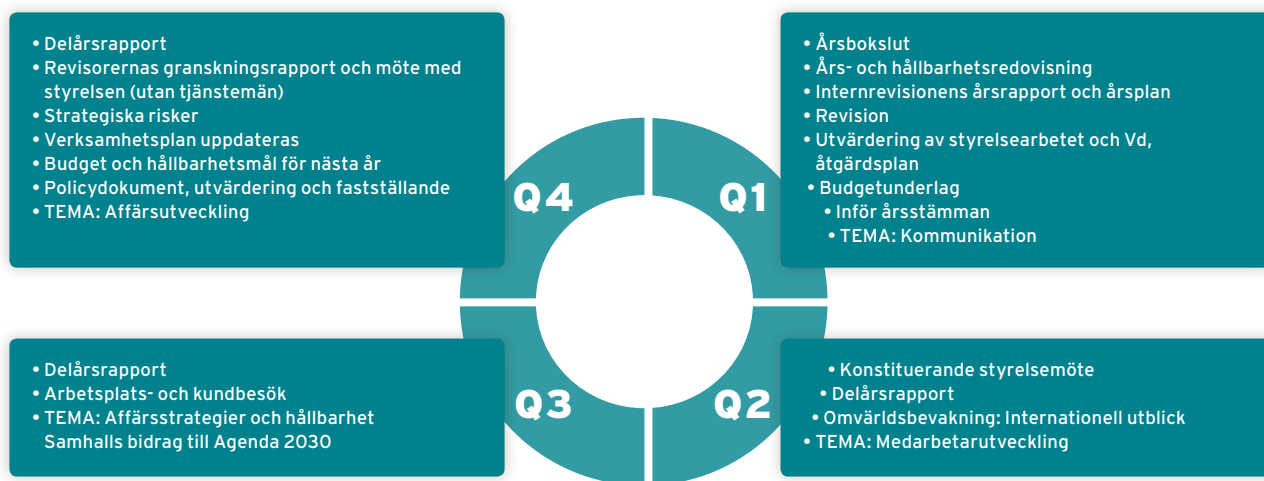 • Delårsrapport
• Revisorernas granskningsrapport och möte med
styrelsen (utan tjänstemän)
• Strategiska risker
• Verksamhetsplan uppdateras
• Budget och hållbarhetsmål för nästa år
• Policydokument, utvärdering och fastställande
• TEMA: Affärsutveckling
Q4
Q1
• Årsbokslut
• Års- och hållbarhetsredovisning
• Internrevisionens årsrapport och årsplan
• Revision
• Utvärdering av styrelsearbetet och Vd,
åtgärdsplan
• Budgetunderlag
• Inför årsstämman
• TEMA: Kommunikation
• Delårsrapport
• Arbetsplats- och kundbesök
• TEMA: Affärsstrategier och hållbarhet
Samhalls bidrag till Agenda 2030
Q3
Q2
• Konstituerande styrelsemöte
• Delårsrapport
• Omvärldsbevakning: Internationell utblick
• TEMA: Medarbetarutveckling